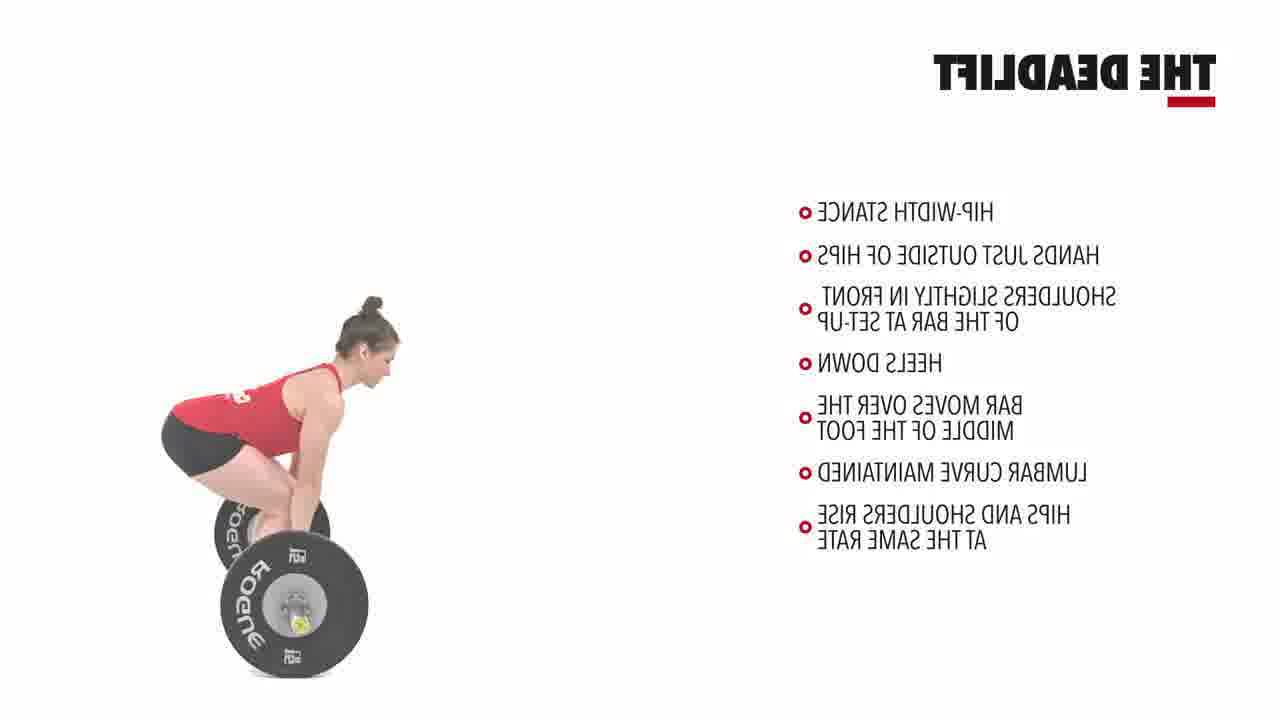 THE DEADLIFT
HIP-WIDTH STANCE
HANDS JUST OUTSIDE OF HIPS
SHOULDERS SLIGHTLY IN FRONT
OF THE BAR AT SET-UP
HEELS DOWN
BAR MOVES OVER THE
MIDDLE OF THE FOOT
LUMBAR CURVE MAINTAINED
HIPS AND SHOULDERS RISE
AT THE SAME RATE
ROGUE
ROGUE